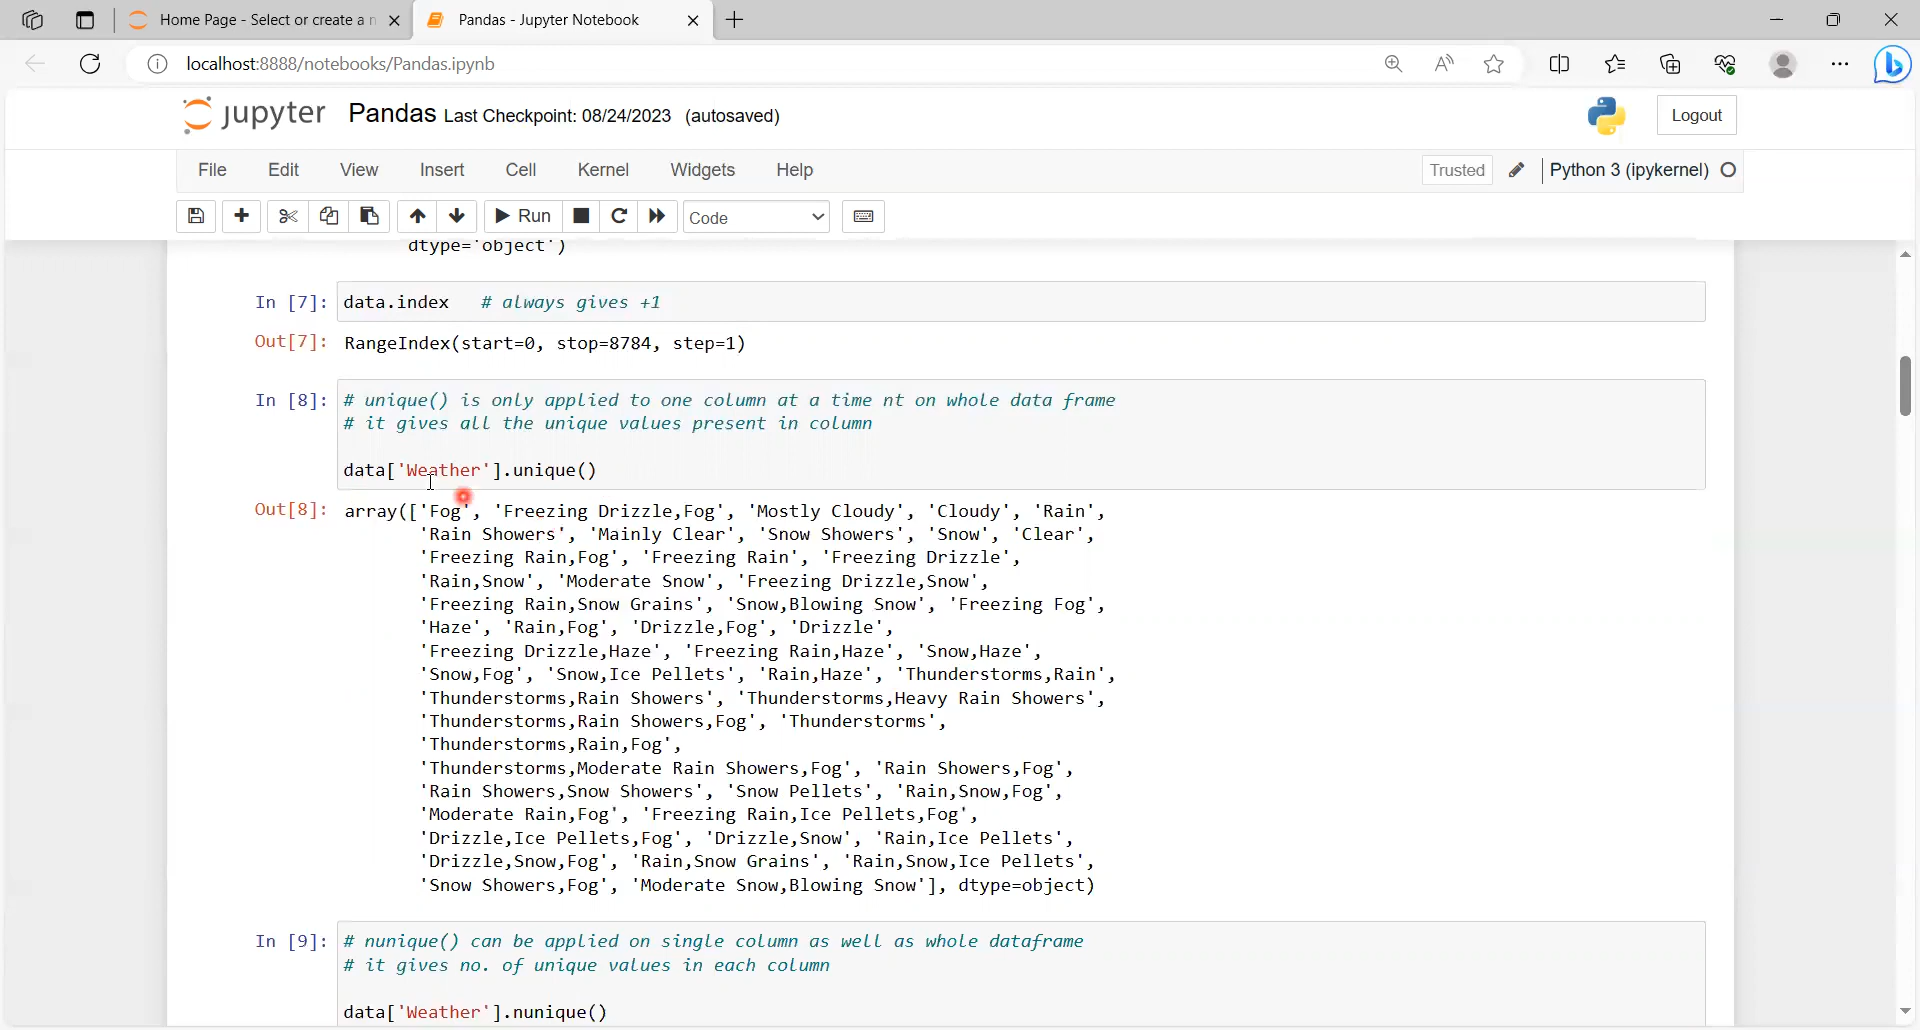 Home Page - Select or create a n
Pandas - Jupyter Notebook
localhost:8888/notebooks/Pandas.ipynb
jupyter Pandas Last Checkpoint: 08/24/2023 (autosaved)
Logout
File Edit View Insert Cell Kernel Widgets Help
Trusted Python 3 (ipykernel)
Run Code
dtype='object')
In [7]: data.index # always gives +1
Out[7]: RangeIndex(start=0, stop=8784, step=1)
In [8]: # unique() is only applied to one column at a time nt on whole data frame
# it gives all the unique values present in column
data['Weather'].unique()
Out[8]: array(['Fog', 'Freezing Drizzle,Fog', 'Mostly Cloudy', 'Cloudy', 'Rain',
'Rain Showers', 'Mainly Clear', 'Snow Showers', 'Snow', 'Clear',
'Freezing Rain,Fog', 'Freezing Rain', 'Freezing Drizzle',
'Rain,Snow', 'Moderate Snow', 'Freezing Drizzle,Snow',
'Freezing Rain,Snow Grains', 'Snow,Blowing Snow', 'Freezing Fog',
'Haze', 'Rain,Fog', 'Drizzle,Fog', 'Drizzle',
'Freezing Drizzle,Haze', 'Freezing Rain,Haze', 'Snow,Haze',
'Snow,Fog', 'Snow,Ice Pellets', 'Rain,Haze', 'Thunderstorms,Rain',
'Thunderstorms,Rain Showers', 'Thunderstorms,Heavy Rain Showers',
'Thunderstorms,Rain Showers,Fog', 'Thunderstorms',
'Thunderstorms,Rain,Fog',
'Thunderstorms,Moderate Rain Showers,Fog', 'Rain Showers,Fog',
'Rain Showers,Snow Showers', 'Snow Pellets', 'Rain,Snow,Fog',
'Moderate Rain,Fog', 'Freezing Rain,Ice Pellets,Fog',
'Drizzle,Ice Pellets,Fog', 'Drizzle,Snow', 'Rain,Ice Pellets',
'Drizzle,Snow,Fog', 'Rain,Snow Grains', 'Rain,Snow,Ice Pellets',
'Snow Showers,Fog', 'Moderate Snow,Blowing Snow'], dtype=object)
In [9]: # nunique() can be applied on single column as well as whole dataframe
# it gives no. of unique values in each column
data['Weather'].nunique()